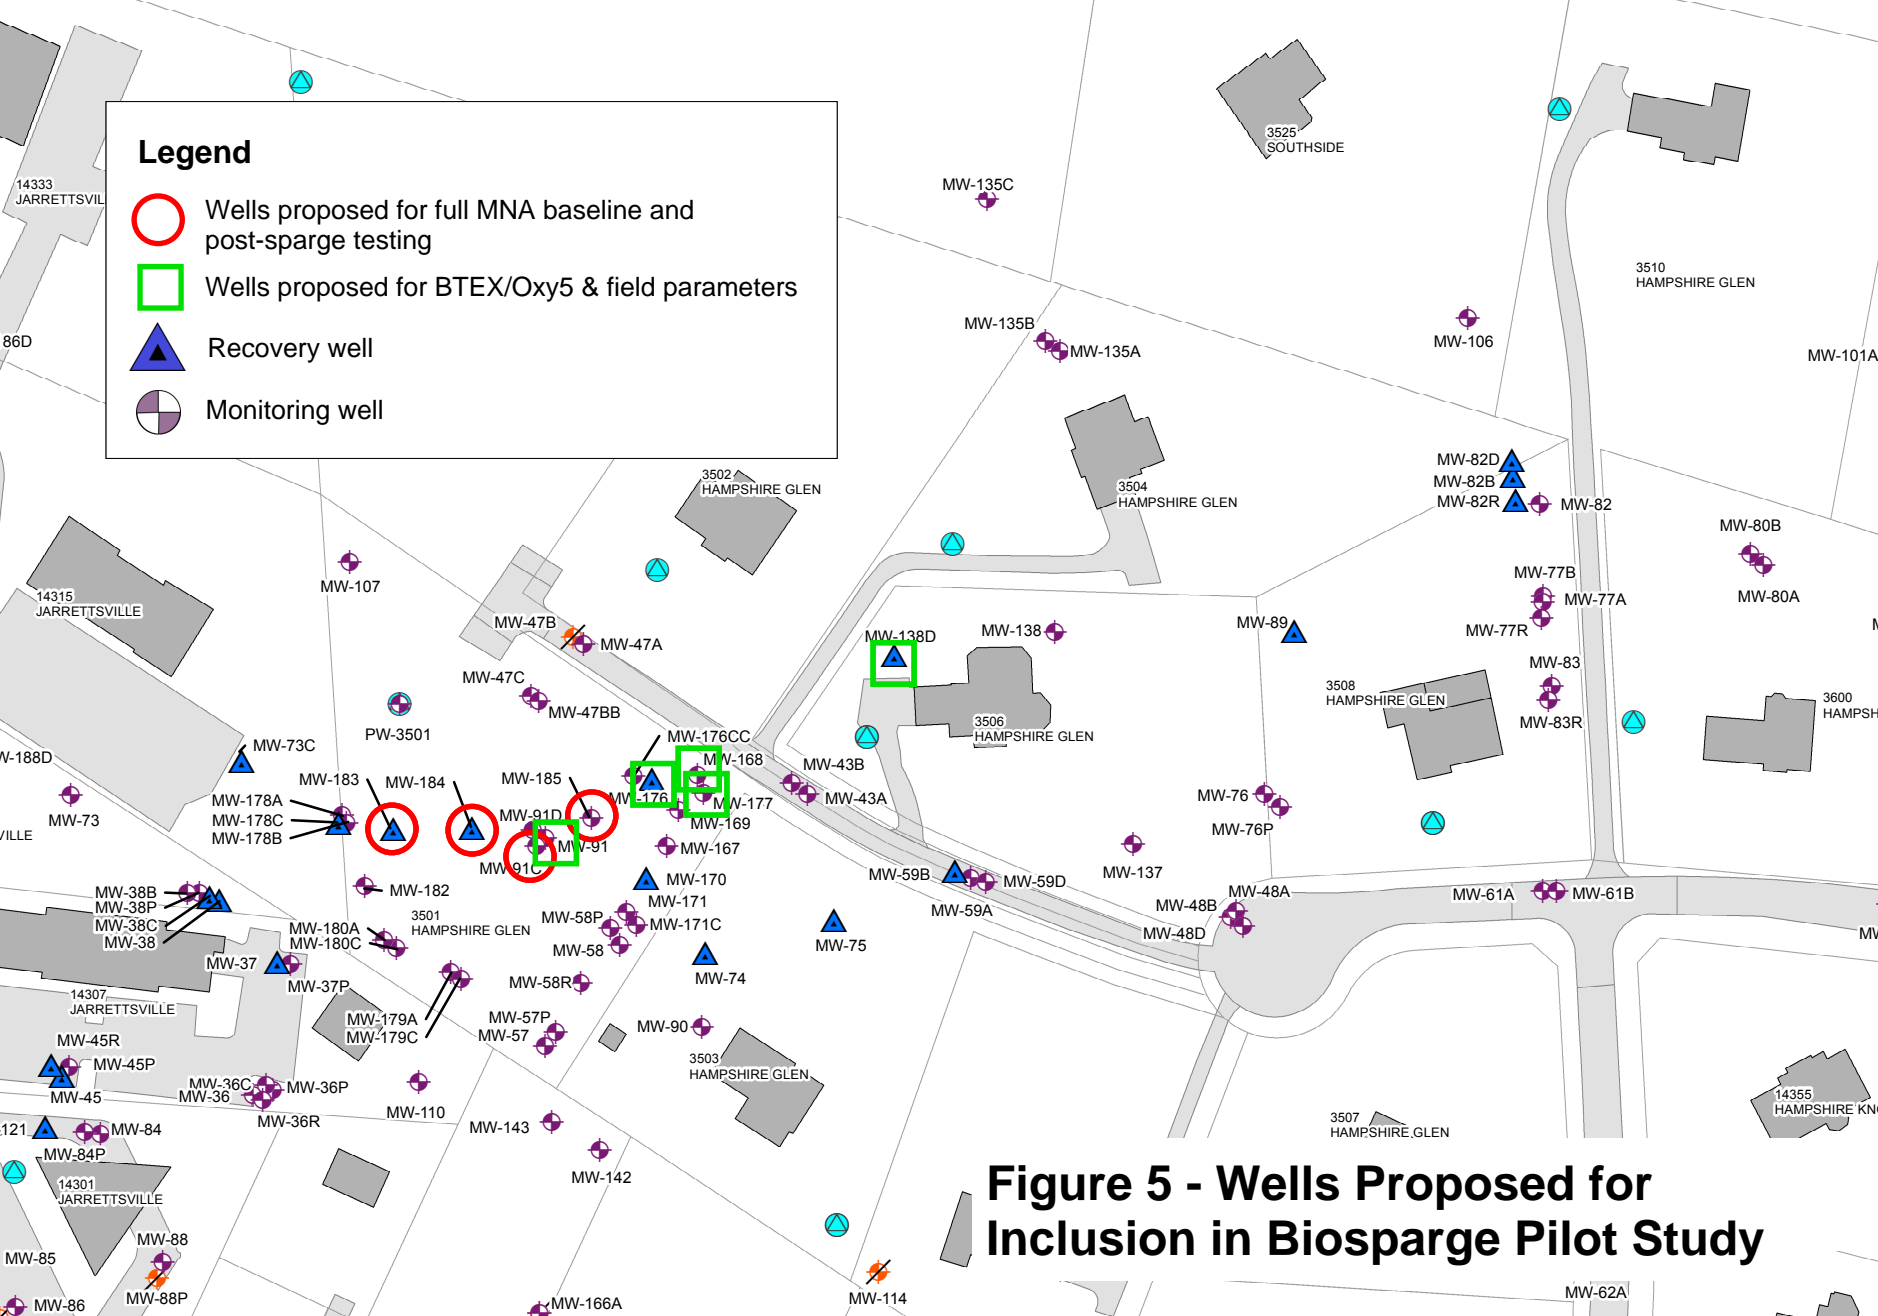 Legend
Wells proposed for full MNA baseline and
post-sparge testing
Wells proposed for BTEX/Oxy5 & field parameters
Recovery well
Monitoring well
14333
JARRETTSVIL
86D
3525
SOUTHSIDE
MW-135C
3510
HAMPSHIRE GLEN
MW-135B
MW-135A
MW-106
MW-101A
3502
HAMPSHIRE GLEN
3504
HAMPSHIRE GLEN
MW-82D
MW-82B
MW-82R
MW-82
MW-80B
MW-80A
MW-107
14315
JARRETTSVILLE
MW-77B
MW-77A
MW-77R
MW-47B
MW-47A
MW-138D
MW-138
MW-89
MW-83
MW-83R
MW-47C
MW-47BB
3508
HAMPSHIRE GLEN
3600
HAMPSH
PW-3501
3506
HAMPSHIRE GLEN
MW-176CC
MW-168
MW-73C
W-188D
MW-183
MW-184
MW-185
MW-176
MW-177
MW-43B
MW-43A
MW-76
MW-76P
MW-178A
MW-178C
MW-178B
MW-73
VILLE
MW-91D
MW-91
MW-91C
MW-169
MW-167
MW-137
MW-182
MW-170
MW-171
MW-59B
MW-59D
MW-59A
MW-48A
MW-48B
MW-48D
MW-61A
MW-61B
MW-38B
MW-38P
MW-38C
MW-38
3501
HAMPSHIRE GLEN
MW-180A
MW-180C
MW-58P
MW-171C
MW-58
MW-75
MW-74
MW-37
MW-37P
MW-58R
14307
JARRETTSVILLE
MW-179A
MW-179C
MW-57P
MW-57
MW-90
3503
HAMPSHIRE GLEN
MW-45R
MW-45P
MW-45
MW-36C
MW-36
MW-36P
MW-36R
MW-110
14355
HAMPSHIRE KN
121
MW-84
MW-84P
MW-143
MW-142
3507
HAMPSHIRE GLEN
14301
JARRETTSVILLE
Figure 5 - Wells Proposed for
Inclusion in Biosparge Pilot Study
MW-85
MW-88
MW-88P
MW-86
MW-166A
MW-114
MW-62A